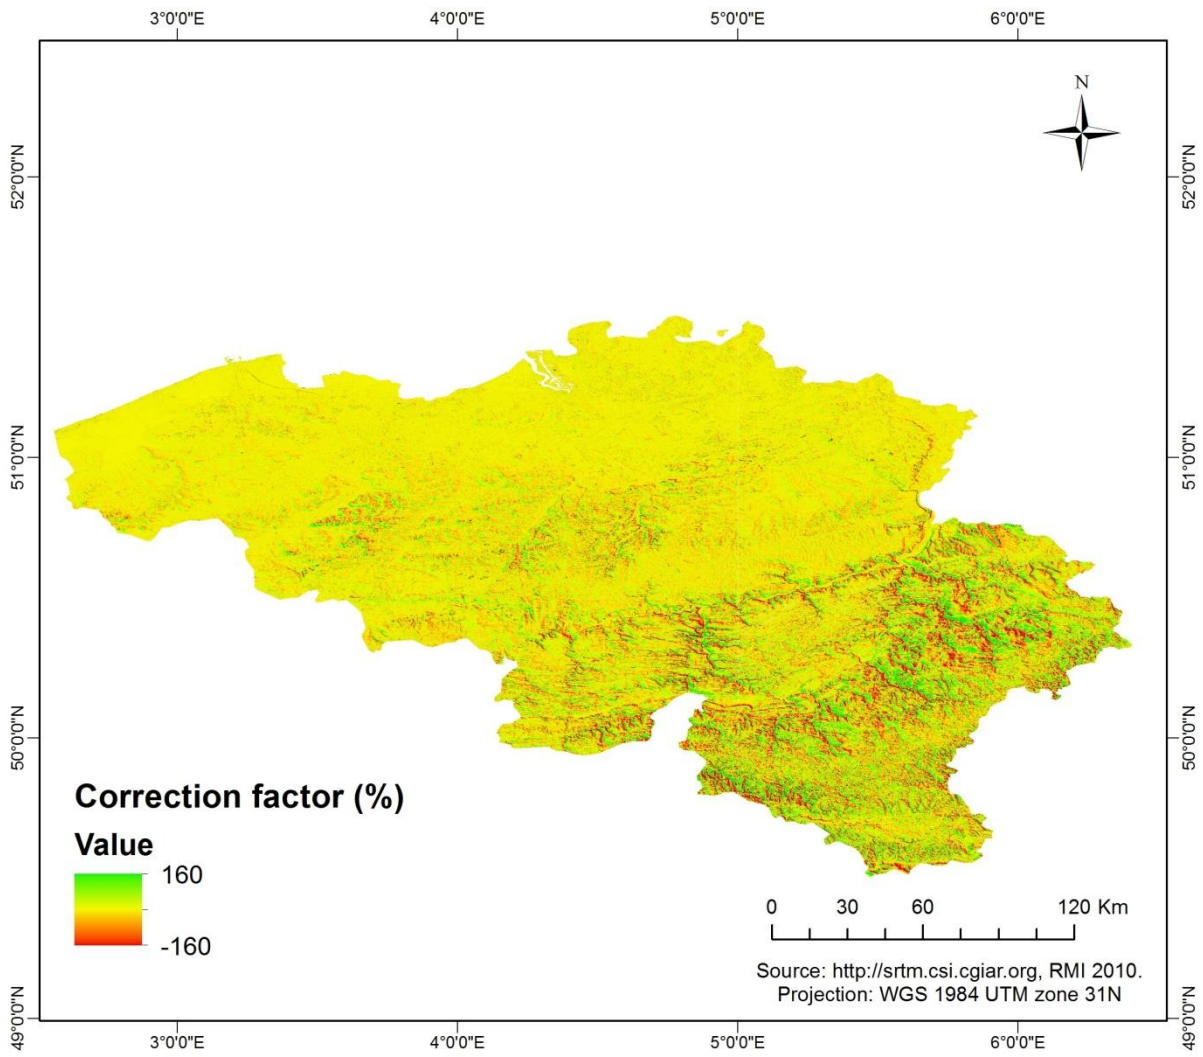 3°0'0"E 4°0'0"E 5°0'0"E 6°0'0"E
N
52°0'0"N 52°0'0"N
51°0'0"N 51°0'0"N
50°0'0"N 50°0'0"N
Correction factor (%)
Value
160
-160
0 30 60 120 Km
Source: http://srtm.csi.cgiar.org, RMI 2010.
Projection: WGS 1984 UTM zone 31N
49°0'0"N 49°0'0"N
3°0'0"E 4°0'0"E 5°0'0"E 6°0'0"E